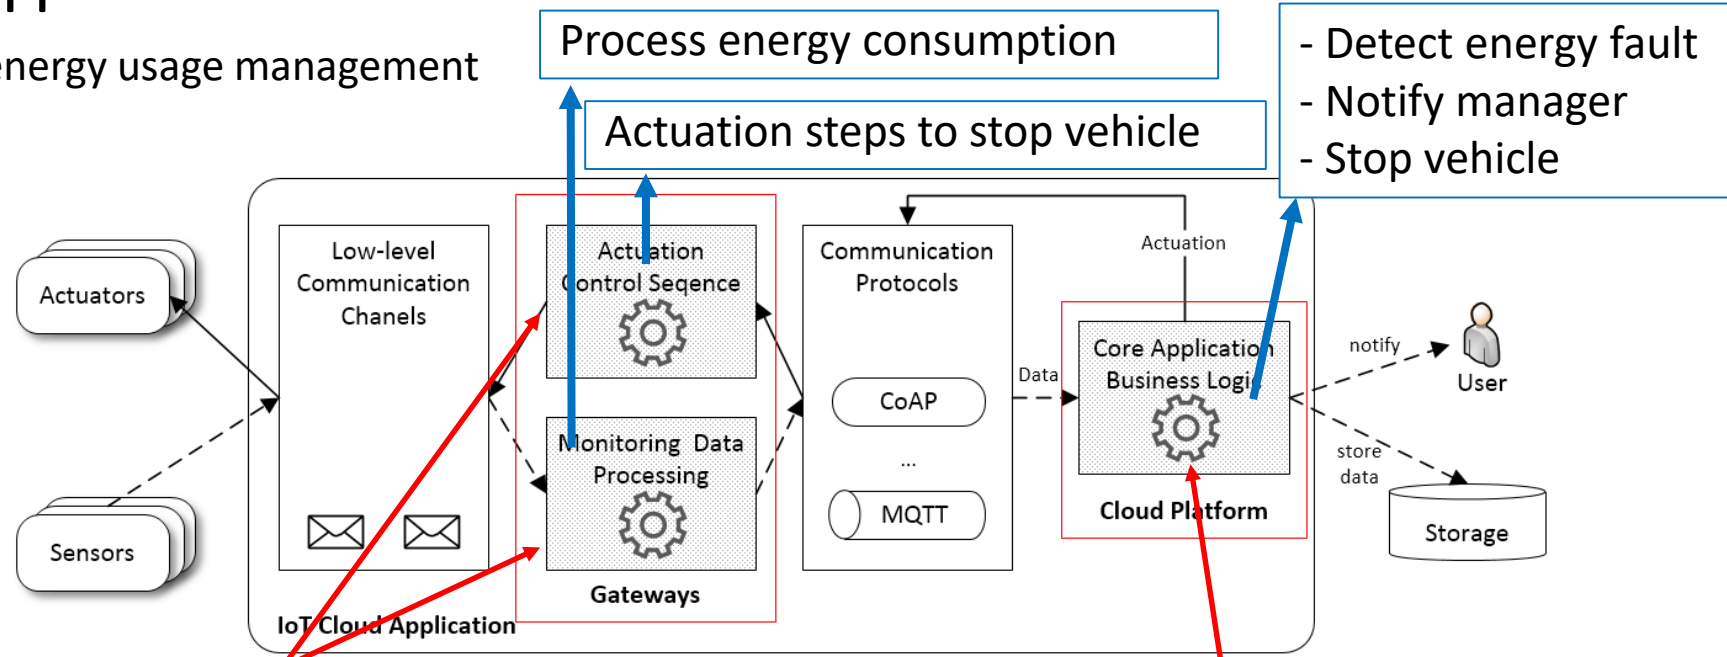 energy usage management
Process energy consumption
Actuation steps to stop vehicle
- Detect energy fault
- Notify manager
- Stop vehicle
Actuators
Sensors
Low-level
Communication
Chanels
Actuation
Control Seqence
Monitoring Data
Processing
Gateways
IoT Cloud Application
Communication
Protocols
CoAP
...
MQTT
Data
Actuation
Core Application
Business Logic
Cloud Platform
notify
User
store
data
Storage